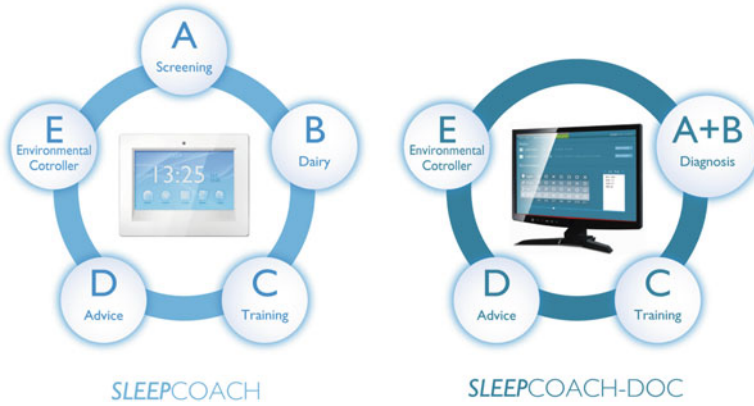 A
Screening
E
Environmental
Cotroller
B
Dairy
13:25
D
Advice
C
Training
SLEEPCOACH
E
Environmental
Cotroller
A+B
Diagnosis
D
Advice
C
Training
SLEEPCOACH-DOC